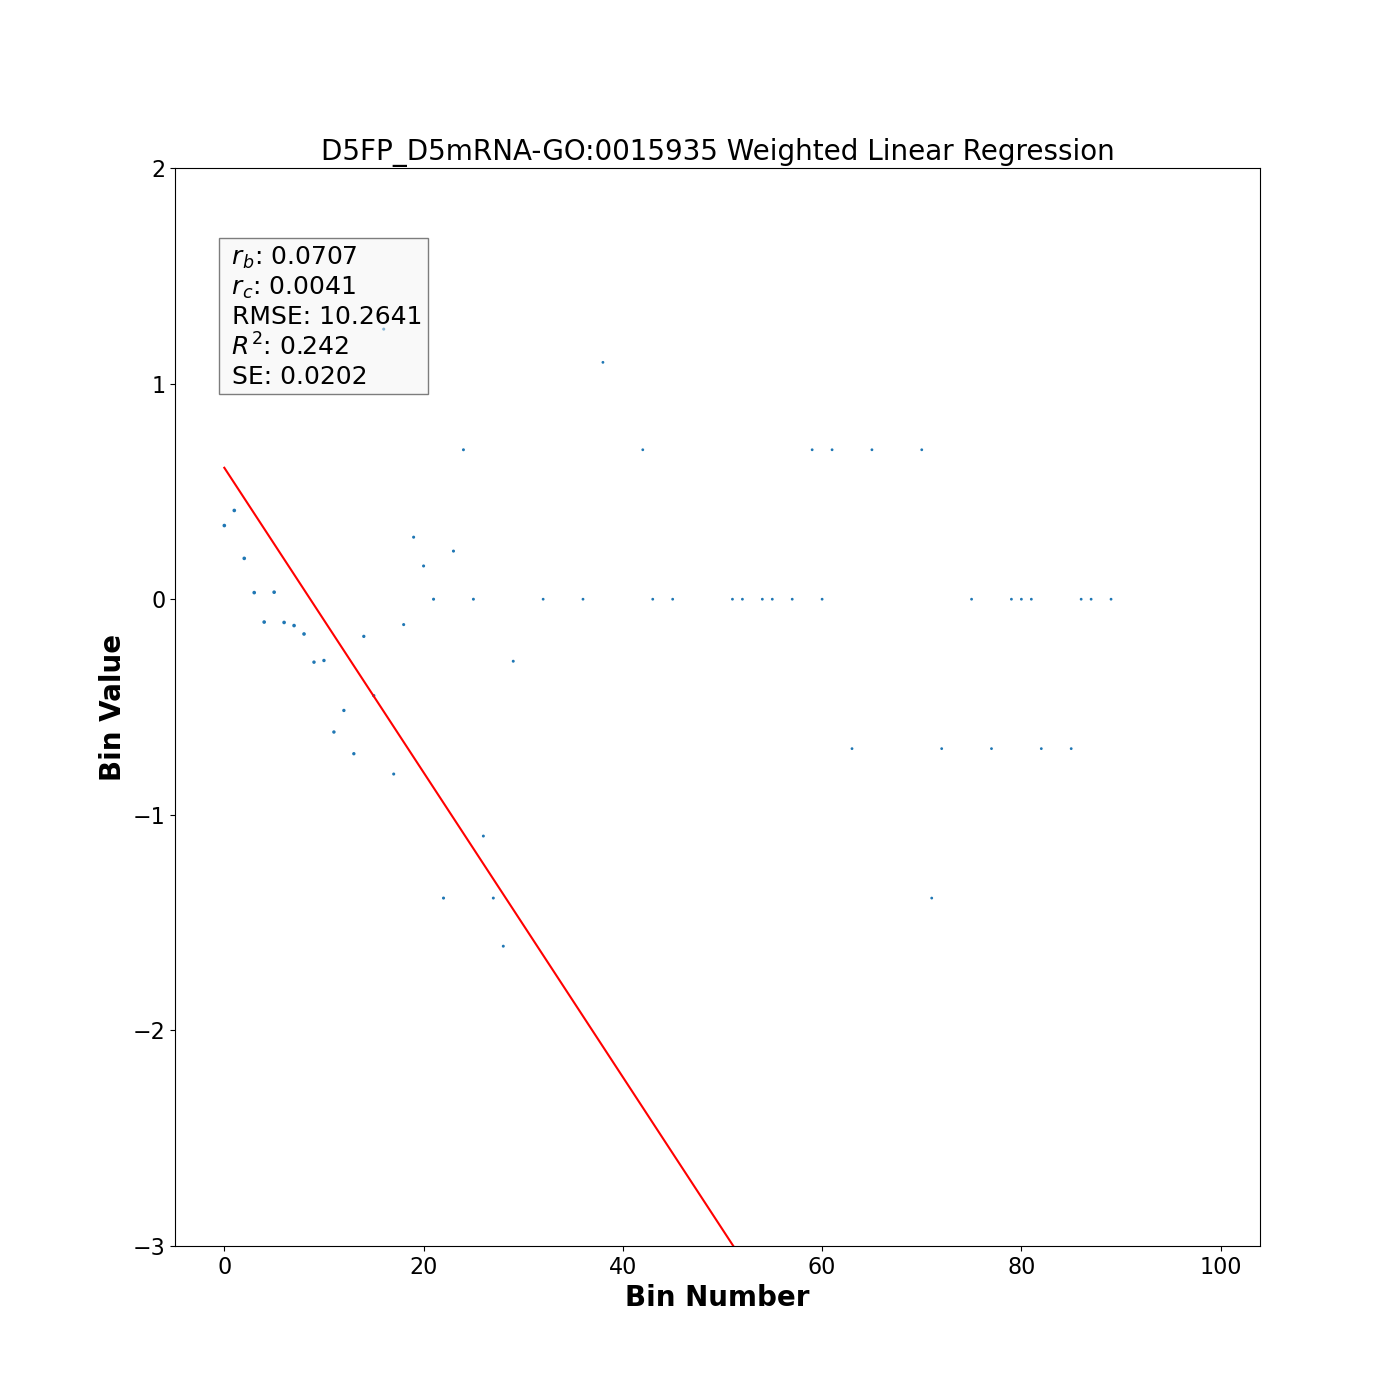 D5FP_D5mRNA-GO:0015935 Weighted Linear Regression
2
r_b: 0.0707
r_c: 0.0041
RMSE: 10.2641
R²: 0.242
SE: 0.0202
1
0
−1
−2
−3
Bin Value
0 20 40 60 80 100
Bin Number